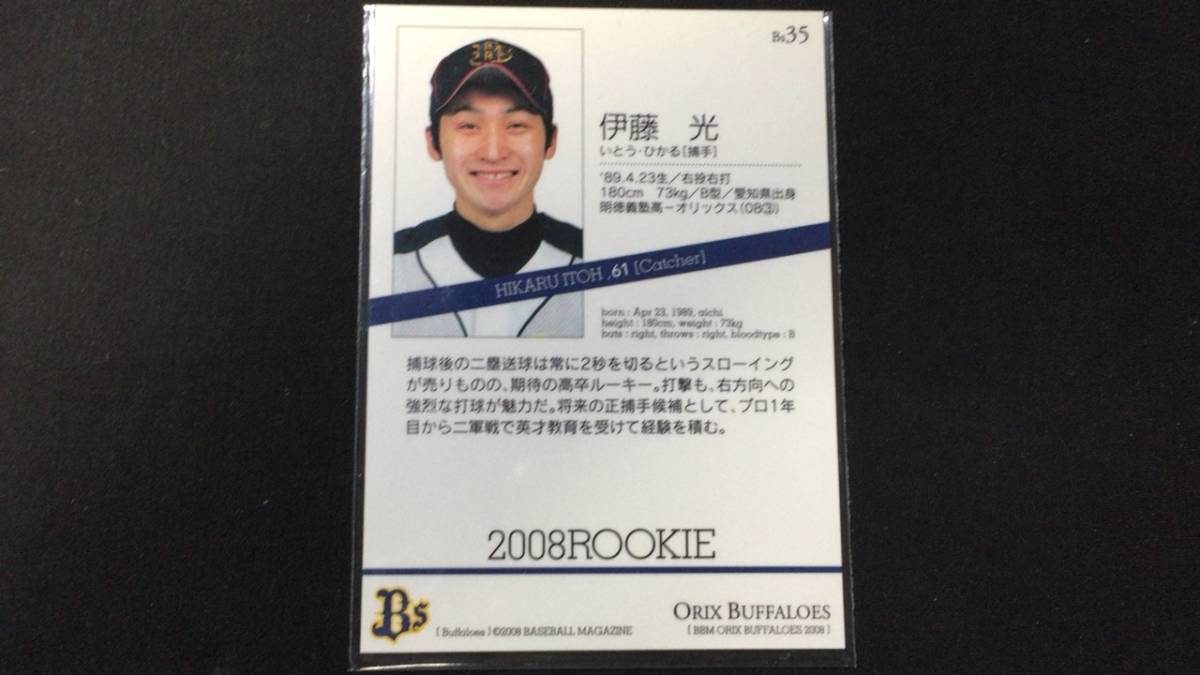 Bs35
伊藤 光
いとう・ひかる[捕手]
'89.4.23生／右投右打
180cm 73kg／B型／愛知県出身
明徳義塾高－オリックス(08③)
HIKARU ITOH ,61 [Catcher]
born : Apr 23, 1989, aichi
height : 180cm, weight : 73kg
bats : right, throws : right, bloodtype : B
捕球後の二塁送球は常に2秒を切るというスローイング
が売りものの、期待の高卒ルーキー。打撃も、右方向への
強烈な打球が魅力だ。将来の正捕手候補として、プロ1年
目から二軍戦で英才教育を受けて経験を積む。
2008ROOKIE
Bs
[ Buffaloes ] ©2008 BASEBALL MAGAZINE
ORIX BUFFALOES
[ BBM ORIX BUFFALOES 2008 ]